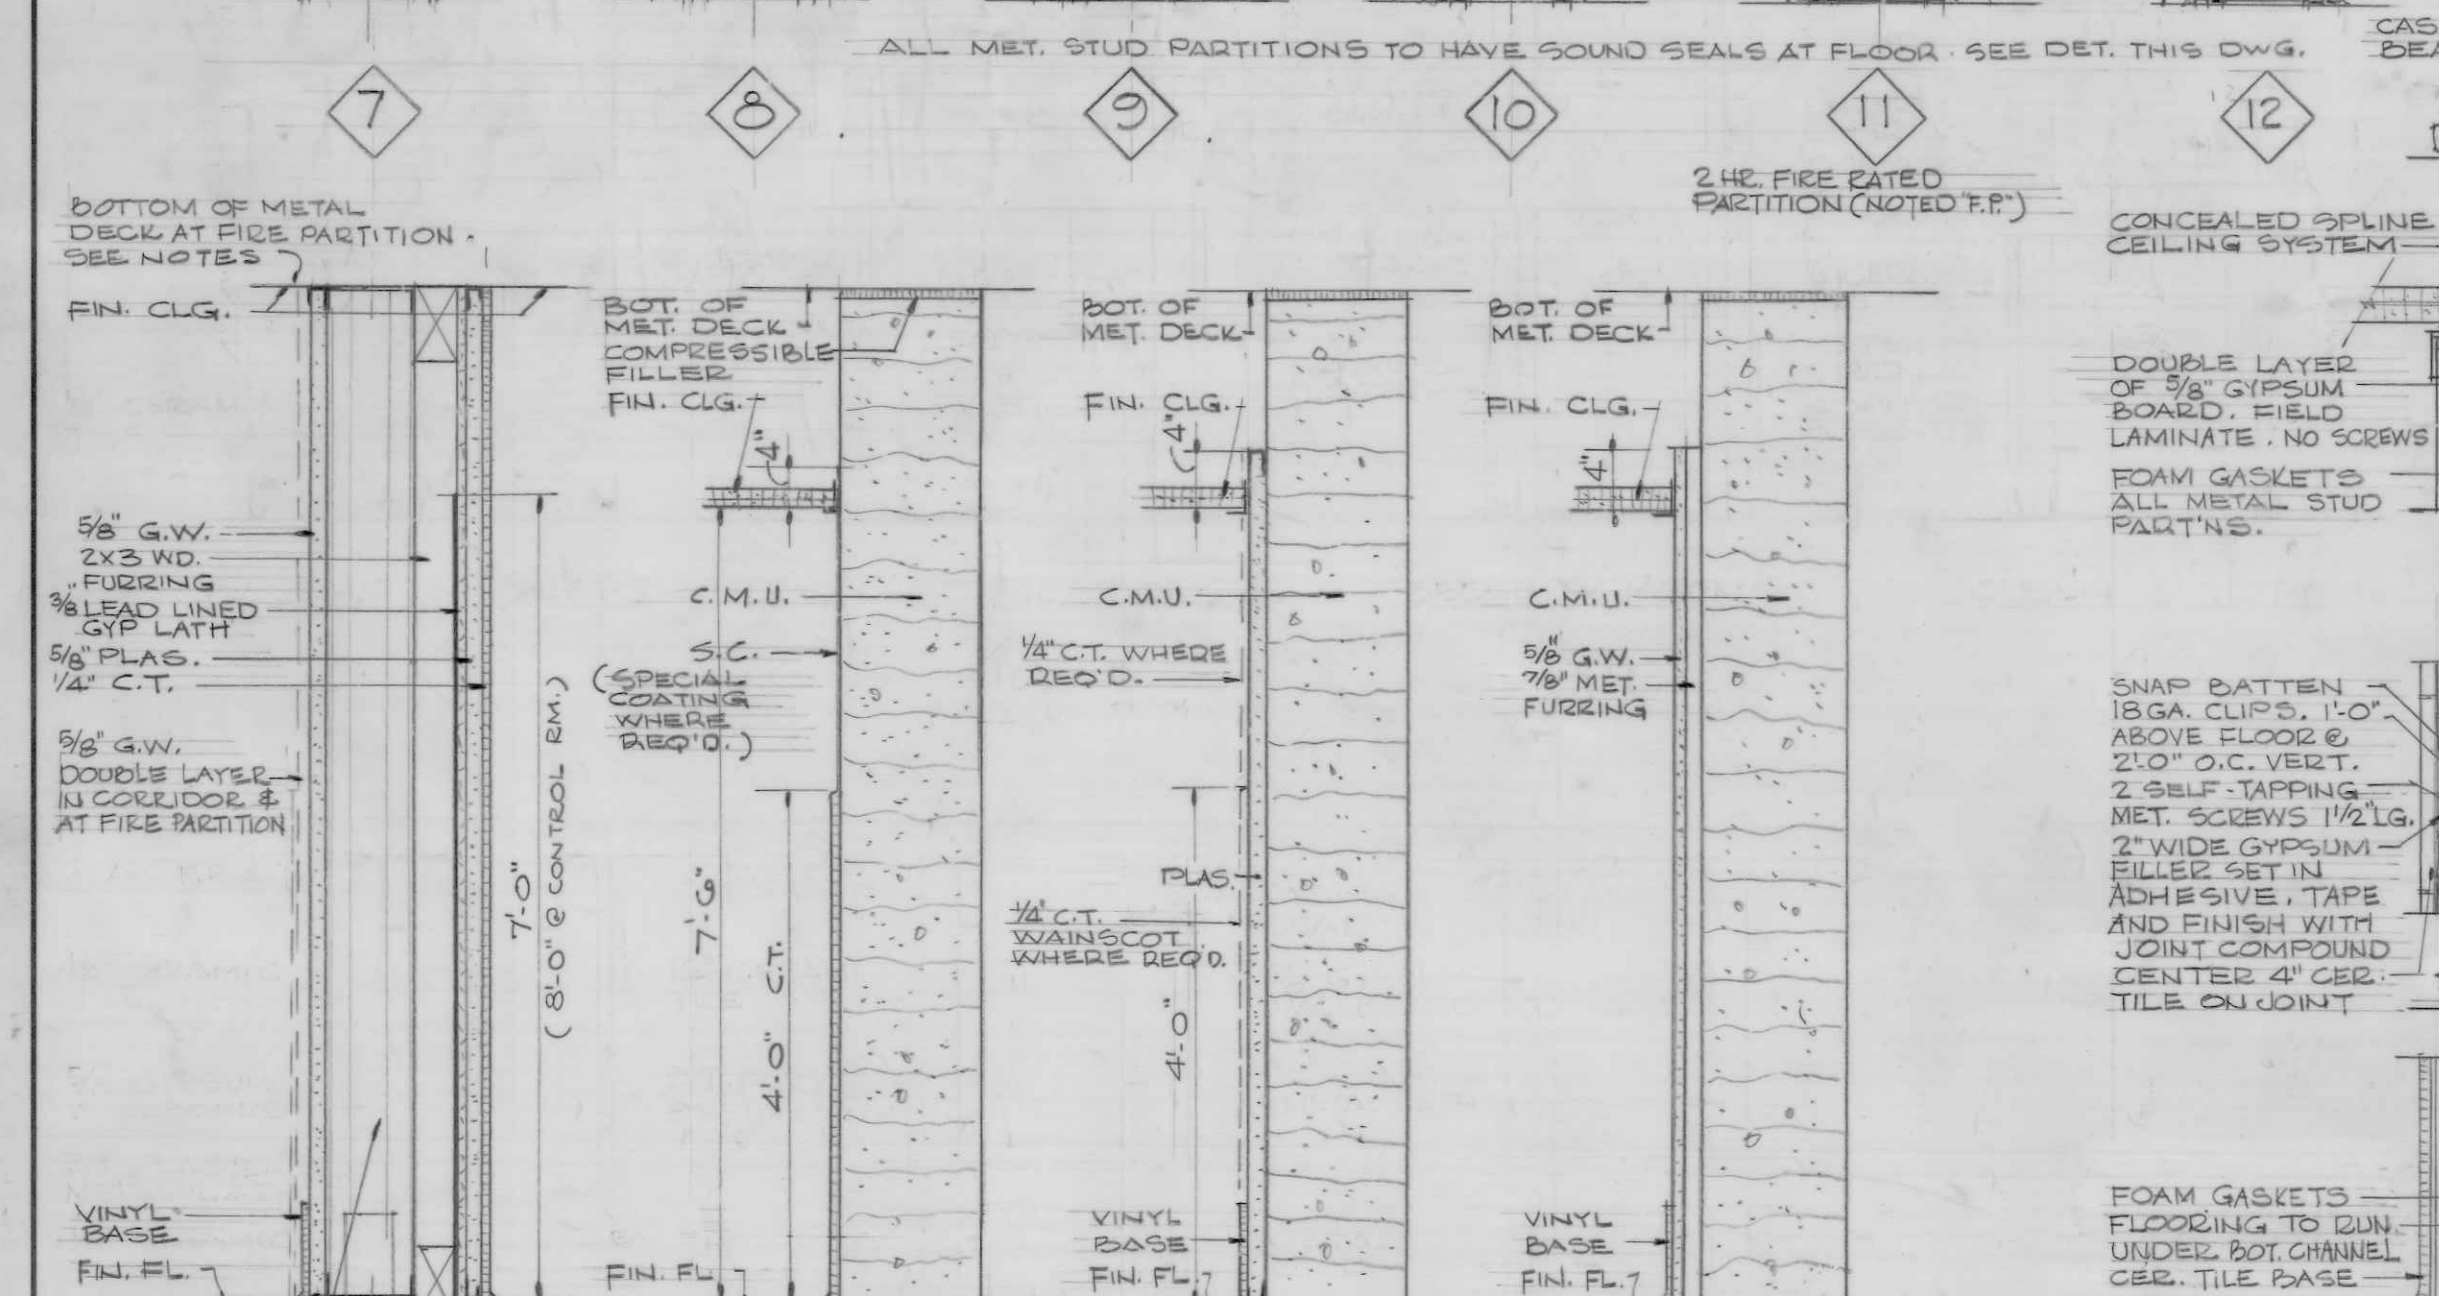 ALL MET. STUD PARTITIONS TO HAVE SOUND SEALS AT FLOOR. SEE DET. THIS DWG.
CAS
BEA
7
8
9
10
11
12
2 HR. FIRE RATED
PARTITION (NOTED "F.P.")
BOTTOM OF METAL
DECK AT FIRE PARTITION.
SEE NOTES
FIN. CLG.
5/8" G.W.
2X3 WD.
FURRING
3/8" LEAD LINED
GYP LATH
5/8" PLAS.
1/4" C.T.
5/8" G.W.
DOUBLE LAYER
IN CORRIDOR &
AT FIRE PARTITION
VINYL
BASE
FIN. FL.
7'-0"
(8'-0" @ CONTROL RM.)
BOT. OF
MET. DECK
COMPRESSIBLE
FILLER
FIN. CLG.
4"
C.M.U.
S.C.
(SPECIAL
COATING
WHERE
REQ'D.)
7'-6"
4'-0" C.T.
FIN. FL
BOT. OF
MET. DECK
FIN. CLG.
4"
C.M.U.
1/4" C.T. WHERE
REQ'D.
PLAS.
1/4" C.T.
WAINSCOT
WHERE REQ'D.
4'-0"
VINYL
BASE
FIN. FL.
BOT. OF
MET. DECK
FIN. CLG.
4"
C.M.U.
5/8" G.W.
7/8" MET.
FURRING
VINYL
BASE
FIN. FL.
CONCEALED SPLINE
CEILING SYSTEM
DOUBLE LAYER
OF 5/8" GYPSUM
BOARD. FIELD
LAMINATE. NO SCREWS
FOAM GASKETS
ALL METAL STUD
PART'NS.
SNAP BATTEN
18 GA. CLIPS. 1'-0"
ABOVE FLOOR @
2'-0" O.C. VERT.
2 SELF-TAPPING
MET. SCREWS 1 1/2" LG.
2" WIDE GYPSUM
FILLER SET IN
ADHESIVE. TAPE
AND FINISH WITH
JOINT COMPOUND
CENTER 4" CER.
TILE ON JOINT
FOAM GASKETS
FLOORING TO RUN
UNDER BOT. CHANNEL
CER. TILE BASE